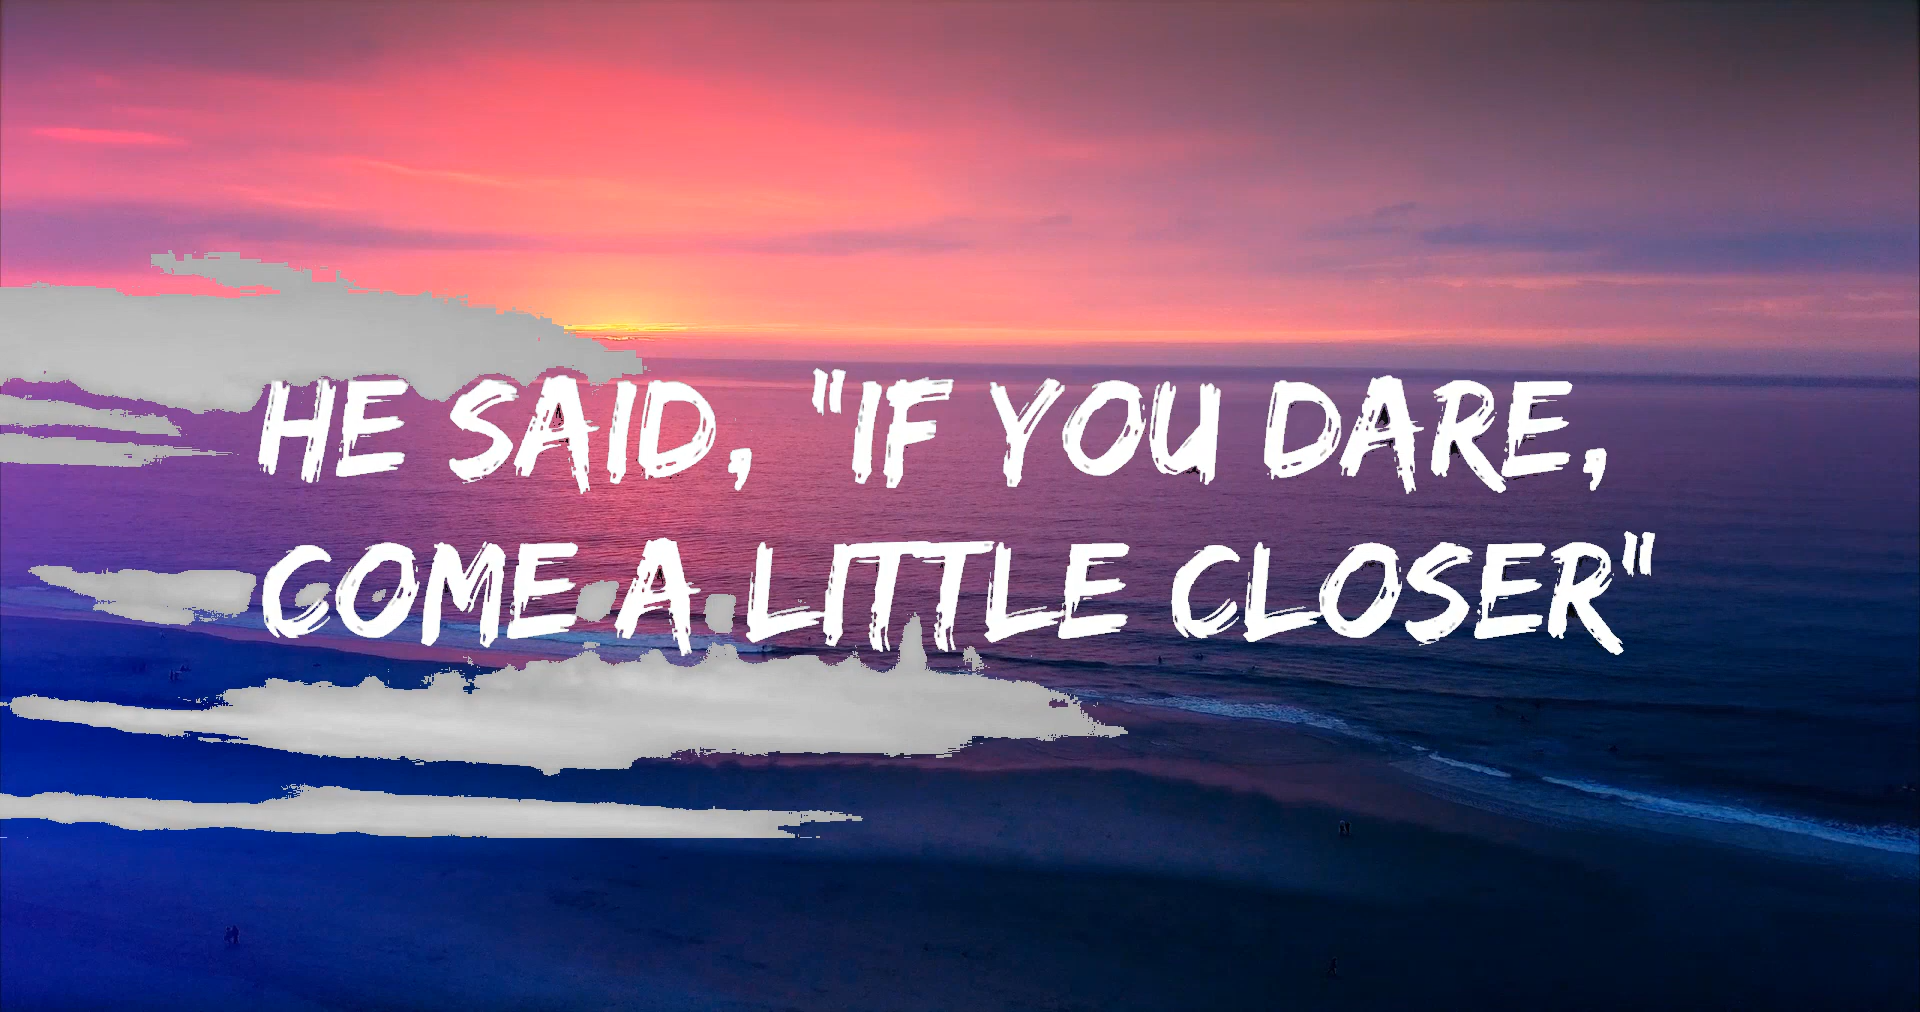 HE SAID, "IF YOU DARE,
COME A LITTLE CLOSER"